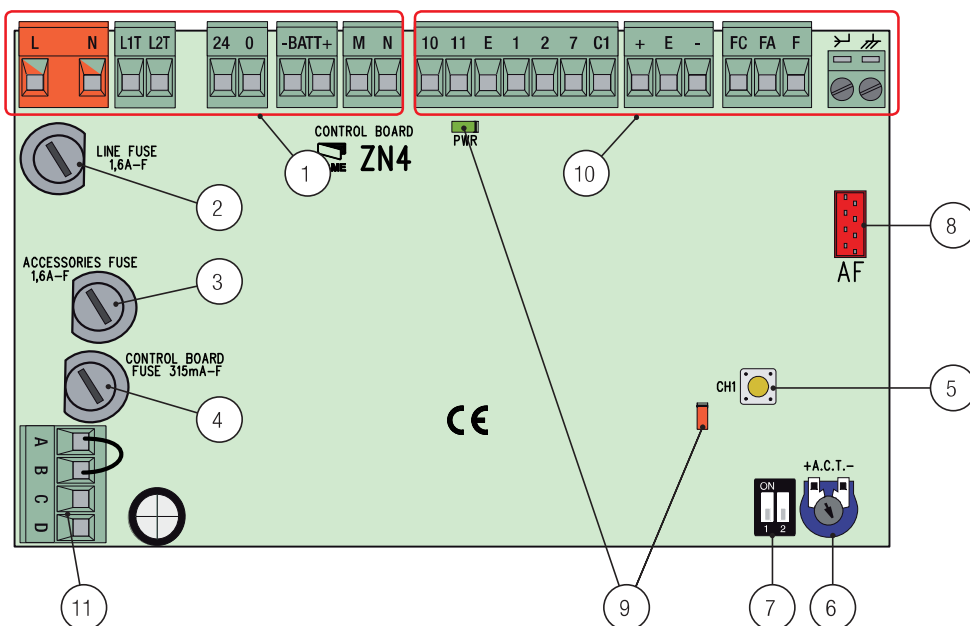 L N L1T L2T 24 0 -BATT+ M N 10 11 E 1 2 7 C1 + E - FC FA F
CONTROL BOARD
ZN4
PWR
1
10
LINE FUSE
1,6A-F
2
8
AF
ACCESSORIES FUSE
1,6A-F
3
CONTROL BOARD
FUSE 315mA-F
4
CH1
5
CE
A
B
C
D
+A.C.T.-
ON
1 2
11
9
7
6